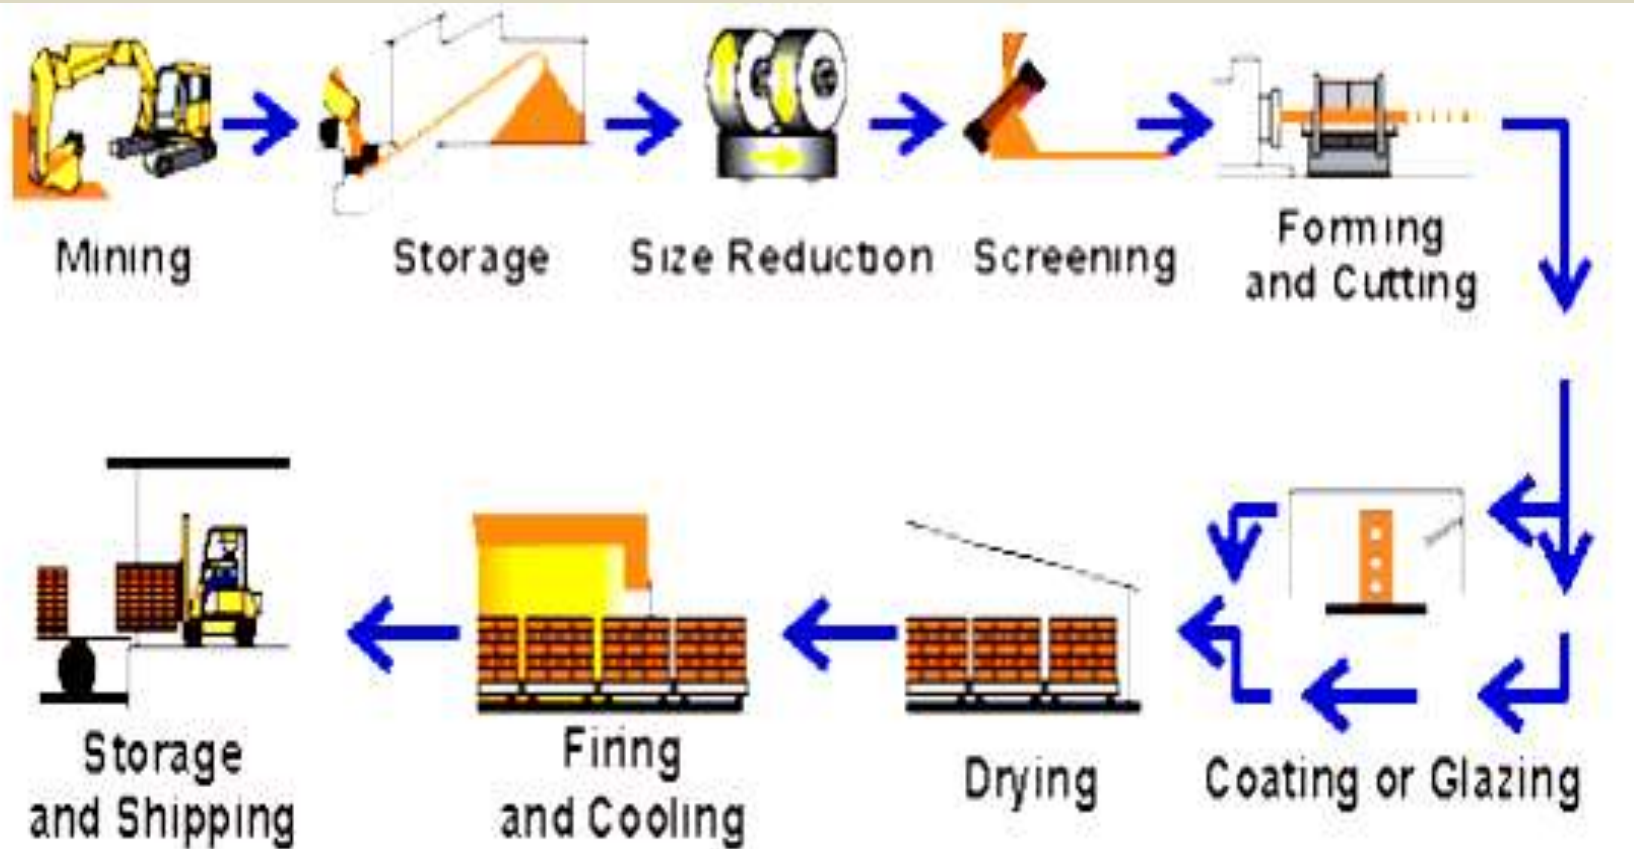 Mining
Storage
Size Reduction
Screening
Forming
and Cutting
Storage
and Shipping
Firing
and Cooling
Drying
Coating or Glazing